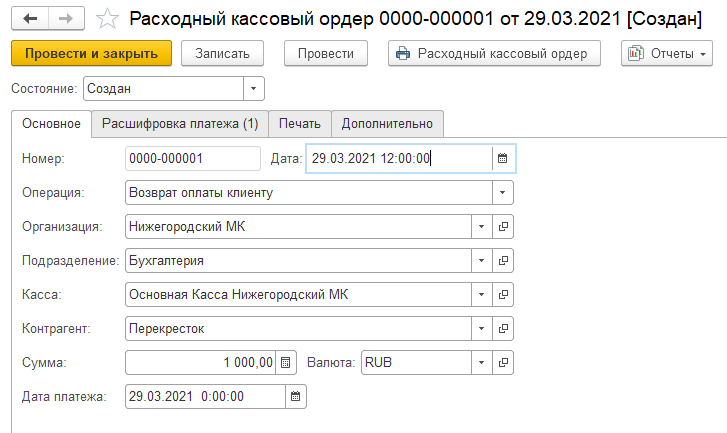 Расходный кассовый ордер 0000-000001 от 29.03.2021 [Создан]
Провести и закрыть Записать Провести Расходный кассовый ордер Отчеты
Состояние: Создан
Основное Расшифровка платежа (1) Печать Дополнительно
Номер: 0000-000001 Дата: 29.03.2021 12:00:00
Операция: Возврат оплаты клиенту
Организация: Нижегородский МК
Подразделение: Бухгалтерия
Касса: Основная Касса Нижегородский МК
Контрагент: Перекресток
Сумма: 1 000,00 Валюта: RUB
Дата платежа: 29.03.2021 0:00:00